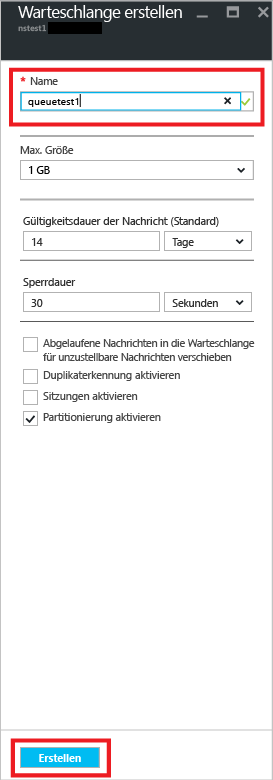 Warteschlange erstellen
nstest1
* Name
queuetest1
Max. Größe
1 GB
Gültigkeitsdauer der Nachricht (Standard)
14 Tage
Sperrdauer
30 Sekunden
Abgelaufene Nachrichten in die Warteschlange
für unzustellbare Nachrichten verschieben
Duplikaterkennung aktivieren
Sitzungen aktivieren
Partitionierung aktivieren
Erstellen